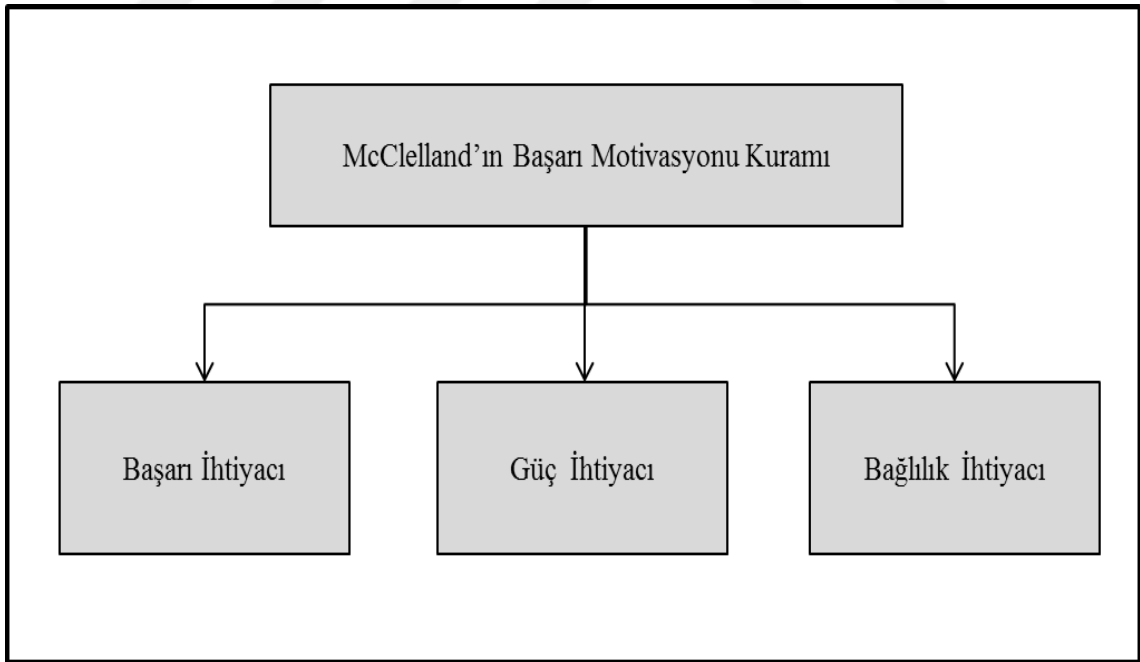 McClelland’ın Başarı Motivasyonu Kuramı
Başarı İhtiyacı
Güç İhtiyacı
Bağlılık İhtiyacı